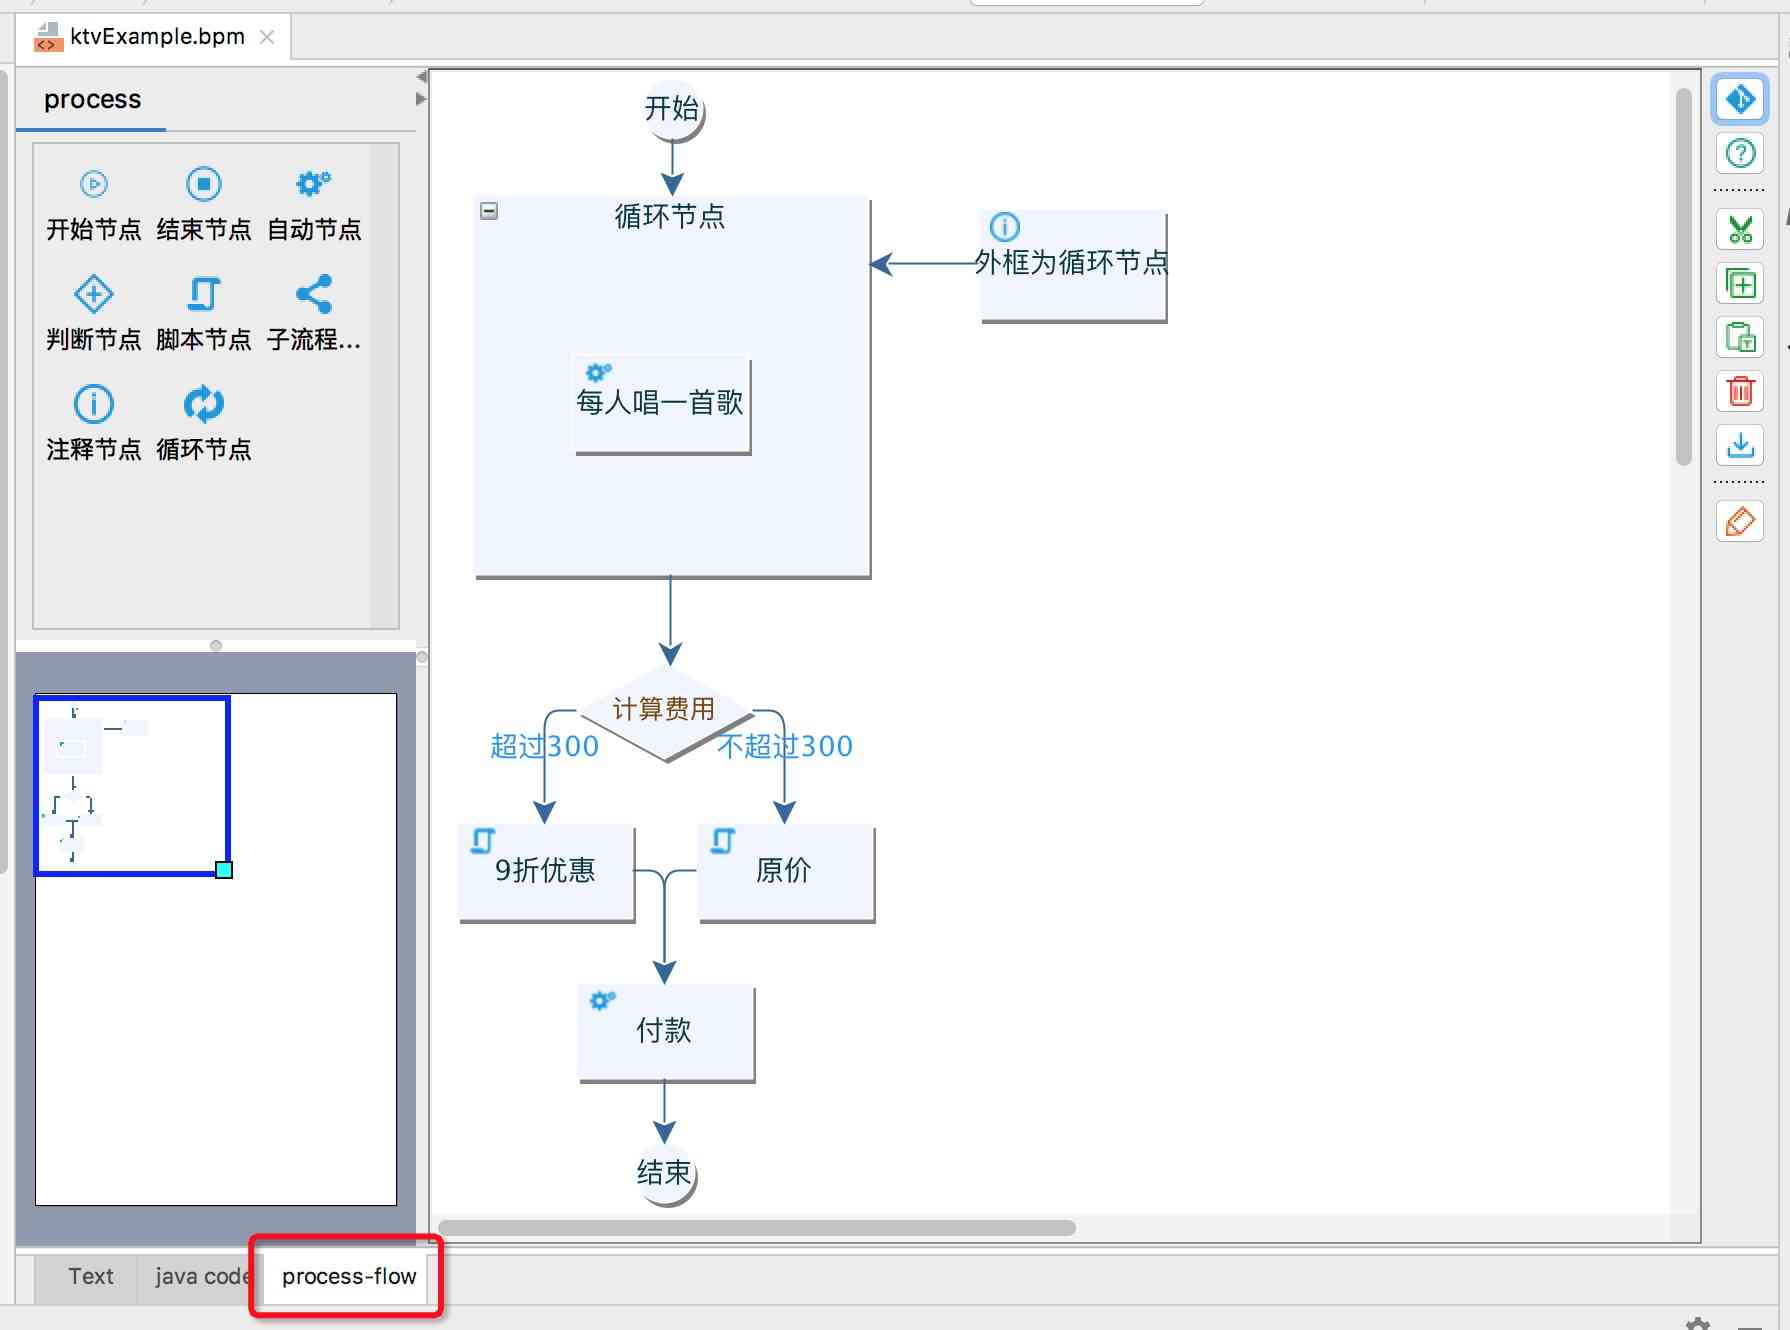 ktvExample.bpm
process
开始节点 结束节点 自动节点
判断节点 脚本节点 子流程...
注释节点 循环节点
开始
循环节点
外框为循环节点
每人唱一首歌
计算费用
超过300
不超过300
9折优惠
原价
付款
结束
Text
java code
process-flow